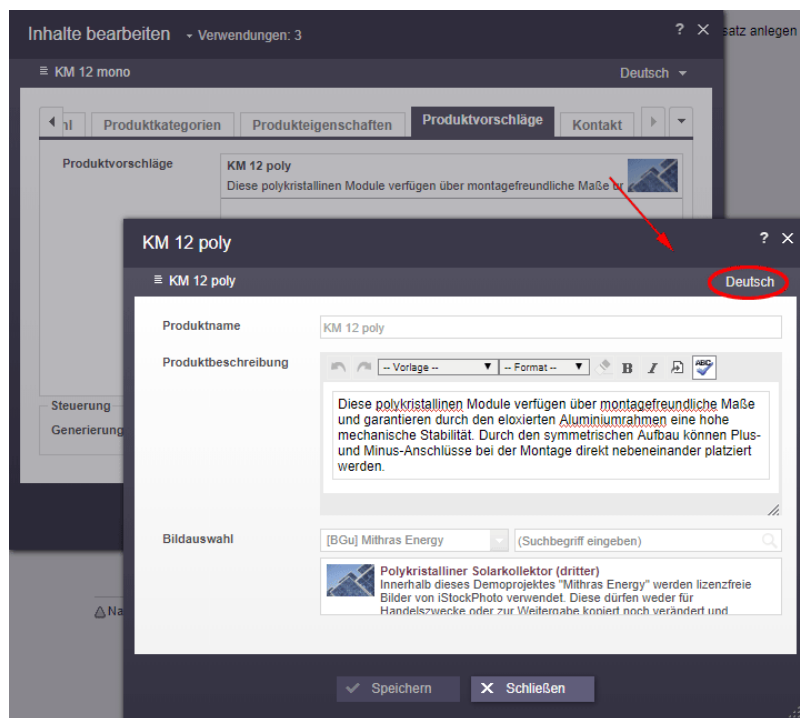 Inhalte bearbeiten Verwendungen: 3 ? X
satz anlegen
KM 12 mono Deutsch
hl Produktkategorien Produkteigenschaften Produktvorschläge Kontakt
Produktvorschläge
KM 12 poly
Diese polykristallinen Module verfügen über montagefreundliche Maße ur
KM 12 poly ? X
KM 12 poly Deutsch
Produktname KM 12 poly
Produktbeschreibung -- Vorlage -- -- Format -- B I ABC
Diese polykristallinen Module verfügen über montagefreundliche Maße
und garantieren durch den eloxierten Aluminiumrahmen eine hohe
mechanische Stabilität. Durch den symmetrischen Aufbau können Plus-
und Minus-Anschlüsse bei der Montage direkt nebeneinander platziert
werden.
Steuerung
Generierung
Bildauswahl [BGu] Mithras Energy (Suchbegriff eingeben)
Polykristalliner Solarkollektor (dritter)
Innerhalb dieses Demoprojektes "Mithras Energy" werden lizenzfreie
Bilder von iStockPhoto verwendet. Diese dürfen weder für
Handelszwecke oder zur Weitergabe kopiert noch verändert und
Na
Speichern X Schließen